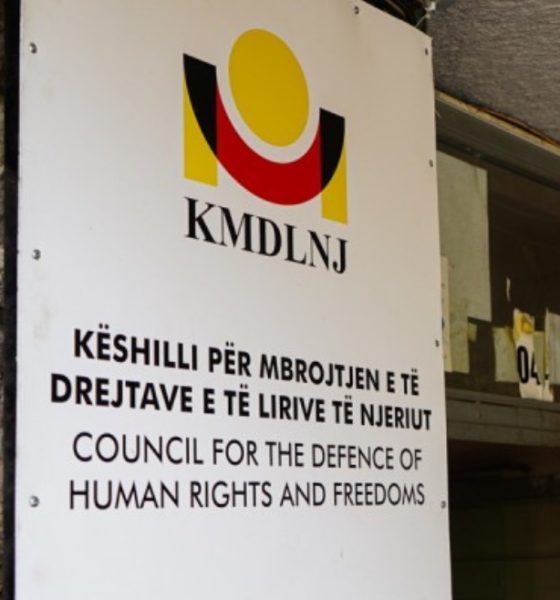 KMDLNJ
KËSHILLI PËR MBROJTJEN E TË
DREJTAVE E TË LIRIVE TË NJERIUT
COUNCIL FOR THE DEFENCE OF
HUMAN RIGHTS AND FREEDOMS
04